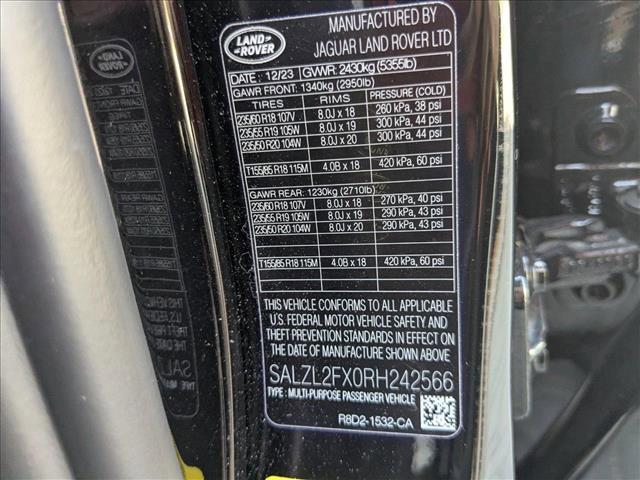 LAND ROVER
MANUFACTURED BY
JAGUAR LAND ROVER LTD
DATE : 12/23 GVWR: 2430kg (5355lb)
GAWR FRONT: 1340kg (2950lb)
TIRES RIMS PRESSURE (COLD)
235/60 R18 107V 8.0J x 18 260 kPa, 38 psi
235/55 R19 105W 8.0J x 19 300 kPa, 44 psi
235/50 R20 104W 8.0J x 20 300 kPa, 44 psi
T155/85 R18 115M 4.0B x 18 420 kPa, 60 psi
GAWR REAR: 1230kg (2710lb)
235/60 R18 107V 8.0J x 18 270 kPa, 40 psi
235/55 R19 105W 8.0J x 19 290 kPa, 43 psi
235/50 R20 104W 8.0J x 20 290 kPa, 43 psi
T155/85 R18 115M 4.0B x 18 420 kPa, 60 psi
THIS VEHICLE CONFORMS TO ALL APPLICABLE
U.S. FEDERAL MOTOR VEHICLE SAFETY AND
THEFT PREVENTION STANDARDS IN EFFECT ON
THE DATE OF MANUFACTURE SHOWN ABOVE
SALZL2FX0RH242566
TYPE : MULTI-PURPOSE PASSENGER VEHICLE
R8D2-1532-CA